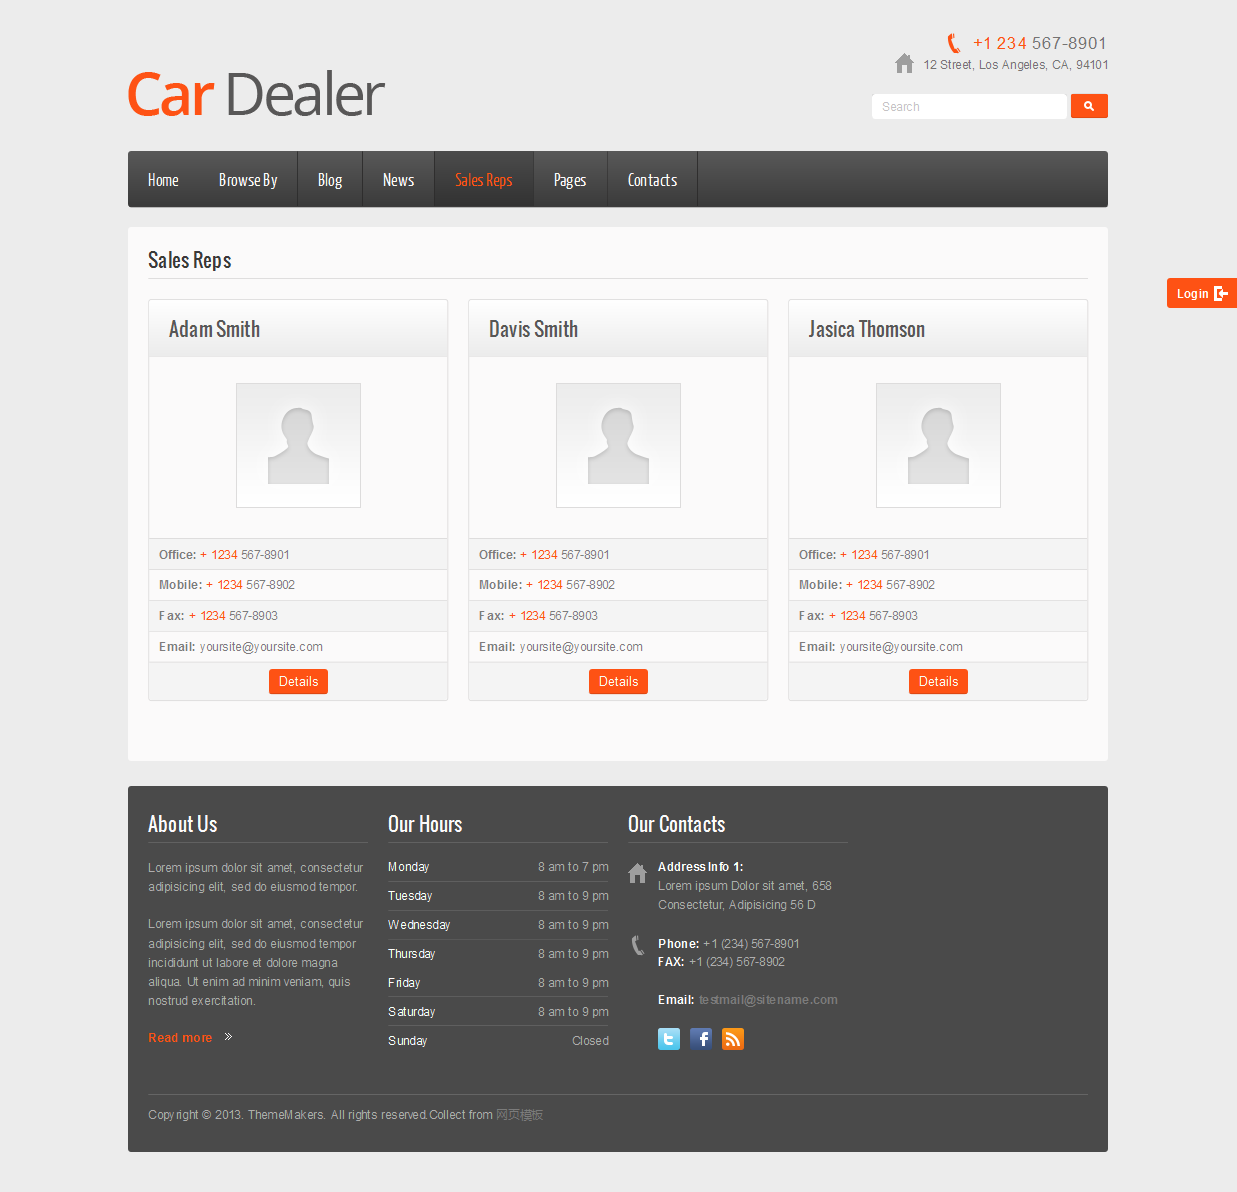 +1 234 567-8901
12 Street, Los Angeles, CA, 94101
Car Dealer
Search
Home Browse By Blog News Sales Reps Pages Contacts
Sales Reps
Login
Adam Smith
Office: + 1234 567-8901
Mobile: + 1234 567-8902
Fax: + 1234 567-8903
Email: yoursite@yoursite.com
Details
Davis Smith
Office: + 1234 567-8901
Mobile: + 1234 567-8902
Fax: + 1234 567-8903
Email: yoursite@yoursite.com
Details
Jasica Thomson
Office: + 1234 567-8901
Mobile: + 1234 567-8902
Fax: + 1234 567-8903
Email: yoursite@yoursite.com
Details
About Us
Lorem ipsum dolor sit amet, consectetur
adipisicing elit, sed do eiusmod tempor.
Lorem ipsum dolor sit amet, consectetur
adipisicing elit, sed do eiusmod tempor
incididunt ut labore et dolore magna
aliqua. Ut enim ad minim veniam, quis
nostrud exercitation.
Read more
Our Hours
Monday 8 am to 7 pm
Tuesday 8 am to 9 pm
Wednesday 8 am to 9 pm
Thursday 8 am to 9 pm
Friday 8 am to 9 pm
Saturday 8 am to 9 pm
Sunday Closed
Our Contacts
Address Info 1:
Lorem ipsum Dolor sit amet, 658
Consectetur, Adipisicing 56 D
Phone: +1 (234) 567-8901
FAX: +1 (234) 567-8902
Email: testmail@sitename.com
Copyright © 2013. ThemeMakers. All rights reserved.Collect from 网页模板